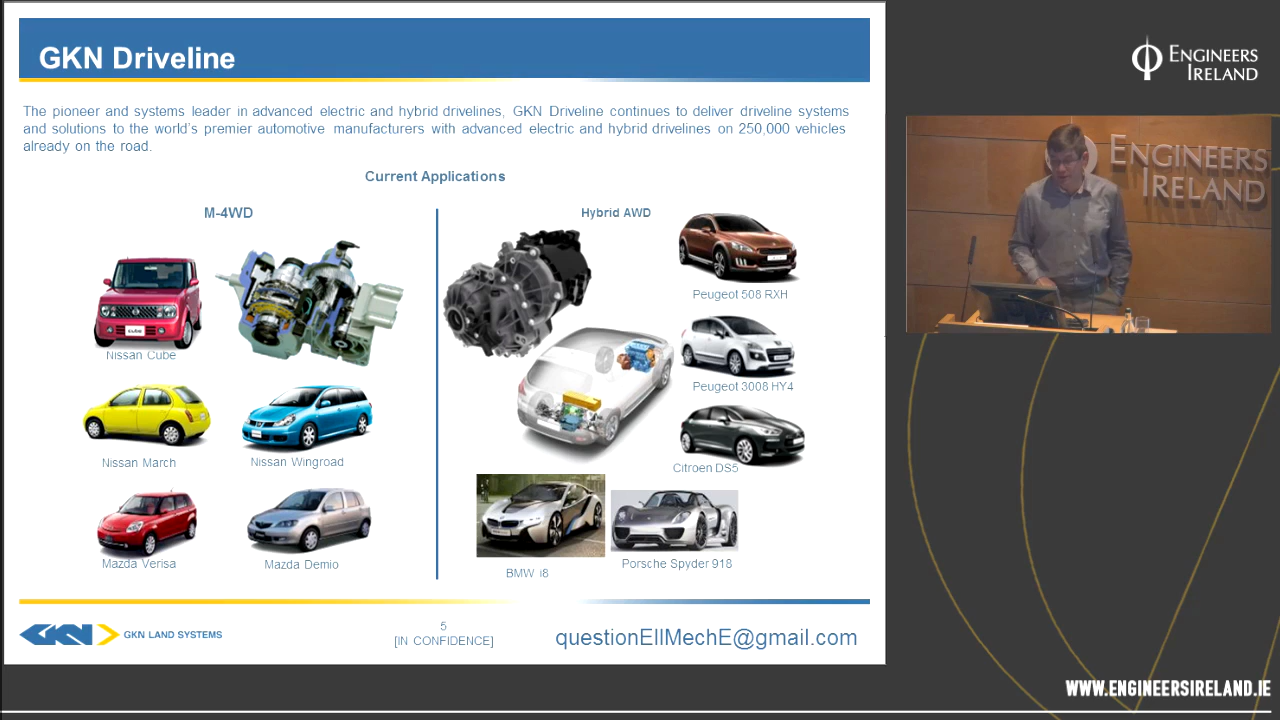 GKN Driveline
The pioneer and systems leader in advanced electric and hybrid drivelines, GKN Driveline continues to deliver driveline systems
and solutions to the world's premier automotive manufacturers with advanced electric and hybrid drivelines on 250,000 vehicles
already on the road.
Current Applications
M-4WD
Hybrid AWD
cube
Nissan Cube
Nissan March
Nissan Wingroad
Mazda Verisa
Mazda Demio
Peugeot 508 RXH
Peugeot 3008 HY4
Citroen DS5
BMW i8
Porsche Spyder 918
GKN
GKN LAND SYSTEMS
5
[IN CONFIDENCE]
questionEIIMechE@gmail.com
ENGINEERS
IRELAND
ENGINEERS
IRELAND
WWW.ENGINEERSIRELAND.IE